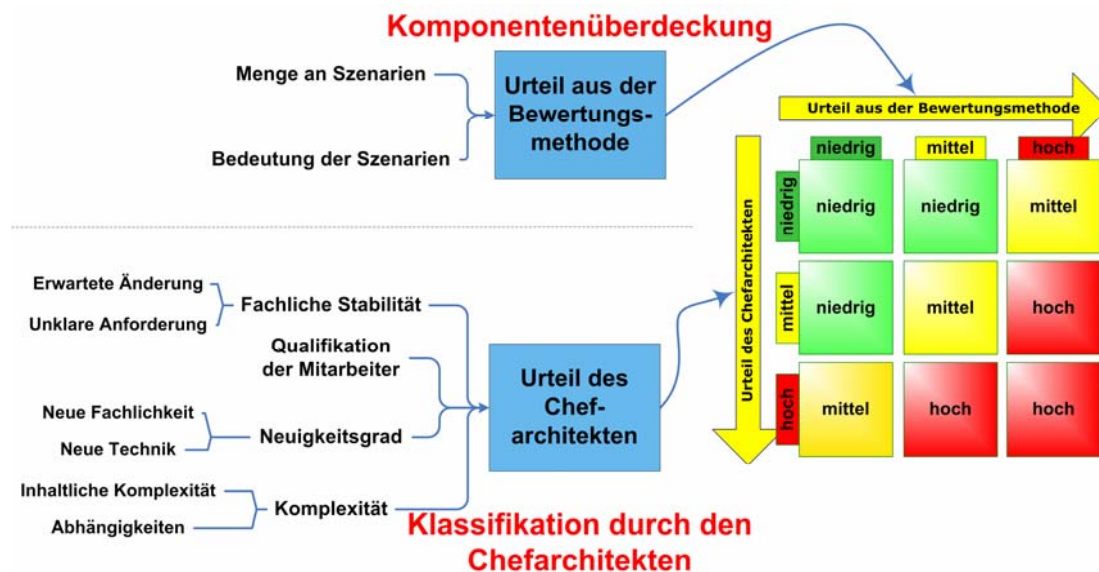 Komponentenüberdeckung
Menge an Szenarien
Bedeutung der Szenarien
Urteil aus der
Bewertungs-
methode
Erwartete Änderung
Unklare Anforderung
Fachliche Stabilität
Qualifikation
der Mitarbeiter
Neue Fachlichkeit
Neue Technik
Neuigkeitsgrad
Inhaltliche Komplexität
Abhängigkeiten
Komplexität
Urteil des
Chef-
architekten
Klassifikation durch den
Chefarchitekten
Urteil aus der Bewertungsmethode
Urteil des Chefarchitekten
niedrig mittel hoch
niedrig niedrig niedrig mittel
mittel niedrig mittel hoch
hoch mittel hoch hoch